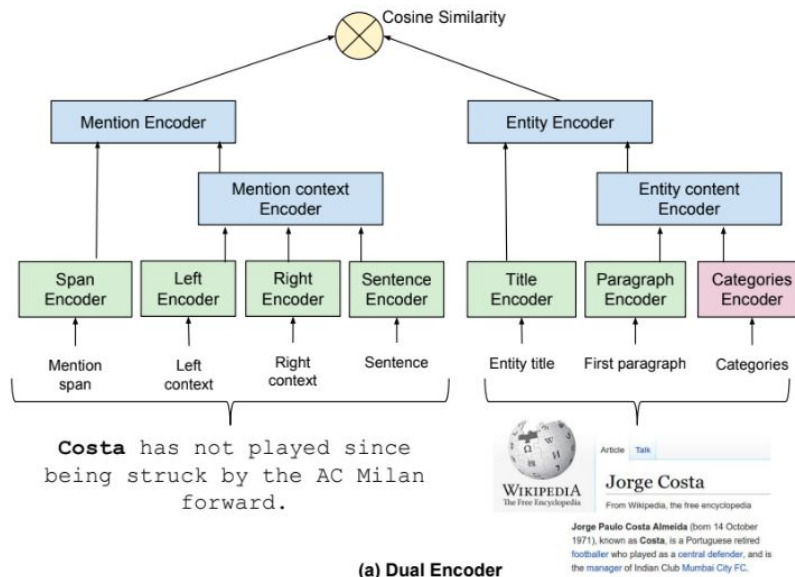 Cosine Similarity
Mention Encoder
Entity Encoder
Mention context
Encoder
Entity content
Encoder
Span
Encoder
Left
Encoder
Right
Encoder
Sentence
Encoder
Title
Encoder
Paragraph
Encoder
Categories
Encoder
Mention
span
Left
context
Right
context
Sentence
Entity title
First paragraph
Categories
Costa has not played since
being struck by the AC Milan
forward.
WIKIPEDIA
The Free Encyclopedia
Article Talk
Jorge Costa
From Wikipedia, the free encyclopedia
Jorge Paulo Costa Almeida (born 14 October
1971), known as Costa, is a Portuguese retired
footballer who played as a central defender, and is
the manager of Indian Club Mumbai City FC.
(a) Dual Encoder